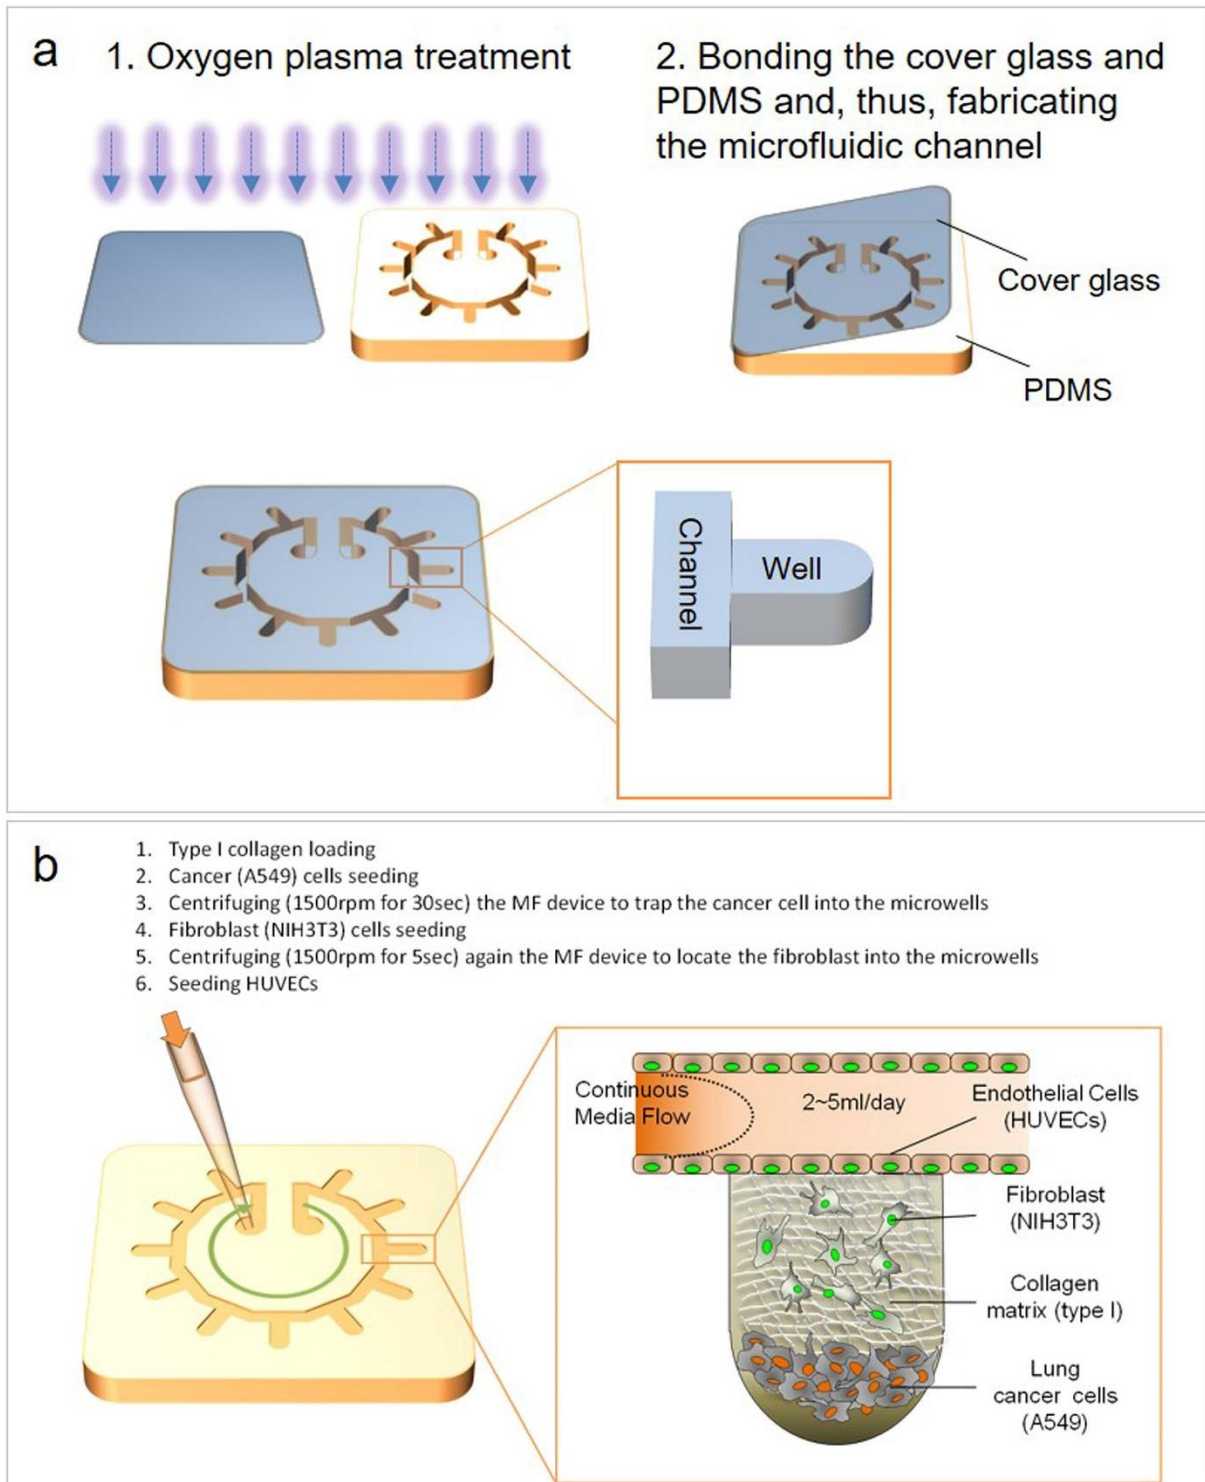 a
1. Oxygen plasma treatment
2. Bonding the cover glass and
PDMS and, thus, fabricating
the microfluidic channel
Cover glass
PDMS
Channel
Well
b
1. Type I collagen loading
2. Cancer (A549) cells seeding
3. Centrifuging (1500rpm for 30sec) the MF device to trap the cancer cell into the microwells
4. Fibroblast (NIH3T3) cells seeding
5. Centrifuging (1500rpm for 5sec) again the MF device to locate the fibroblast into the microwells
6. Seeding HUVECs
Continuous
Media Flow
2~5ml/day
Endothelial Cells
(HUVECs)
Fibroblast
(NIH3T3)
Collagen
matrix (type I)
Lung
cancer cells
(A549)